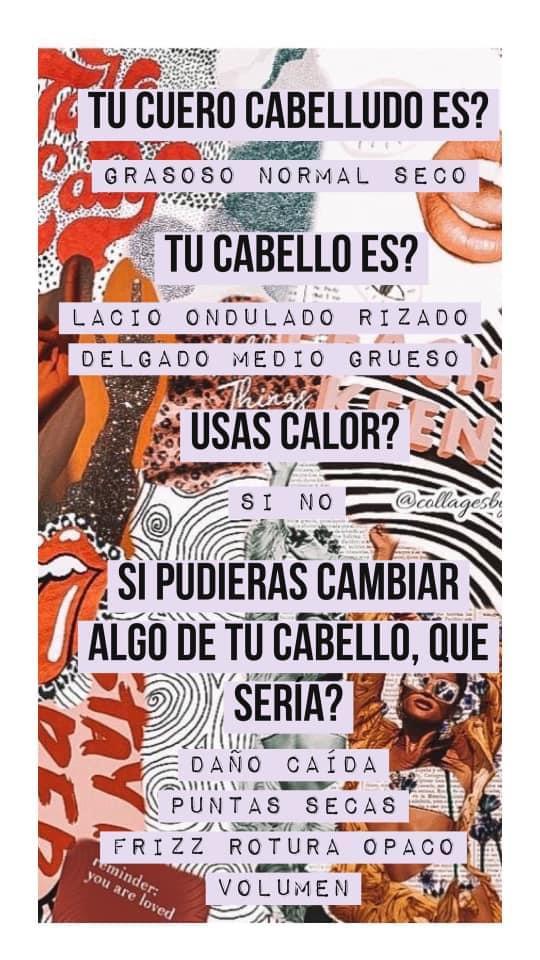 TU CUERO CABELLUDO ES?
GRASOSO NORMAL SECO
TU CABELLO ES?
LACIO ONDULADO RIZADO
DELGADO MEDIO GRUESO
Things
KEEN
USAS CALOR?
SI NO
@collagesby
SI PUDIERAS CAMBIAR
ALGO DE TU CABELLO, QUE
SERÍA?
DAÑO CAÍDA
PUNTAS SECAS
FRIZZ ROTURA OPACO
VOLUMEN
reminder:
you are loved